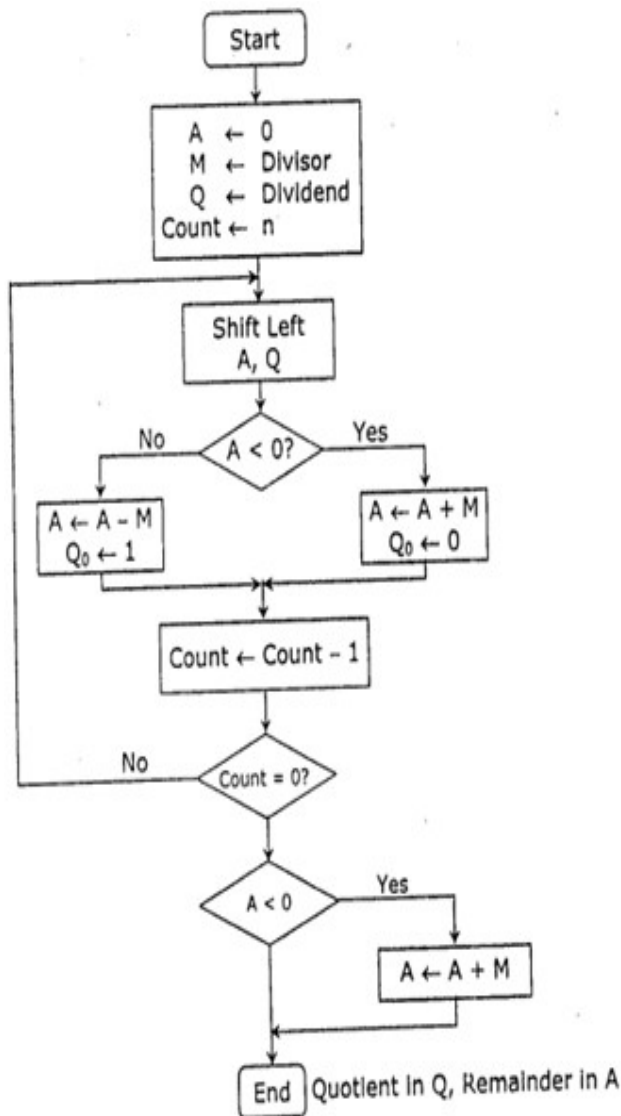 Start
A ← 0
M ← Divisor
Q ← Dividend
Count ← n
Shift Left
A, Q
A < 0?
No
Yes
A ← A – M
Q₀ ← 1
A ← A + M
Q₀ ← 0
Count ← Count – 1
Count = 0?
No
A < 0
Yes
A ← A + M
End
Quotient in Q, Remainder in A